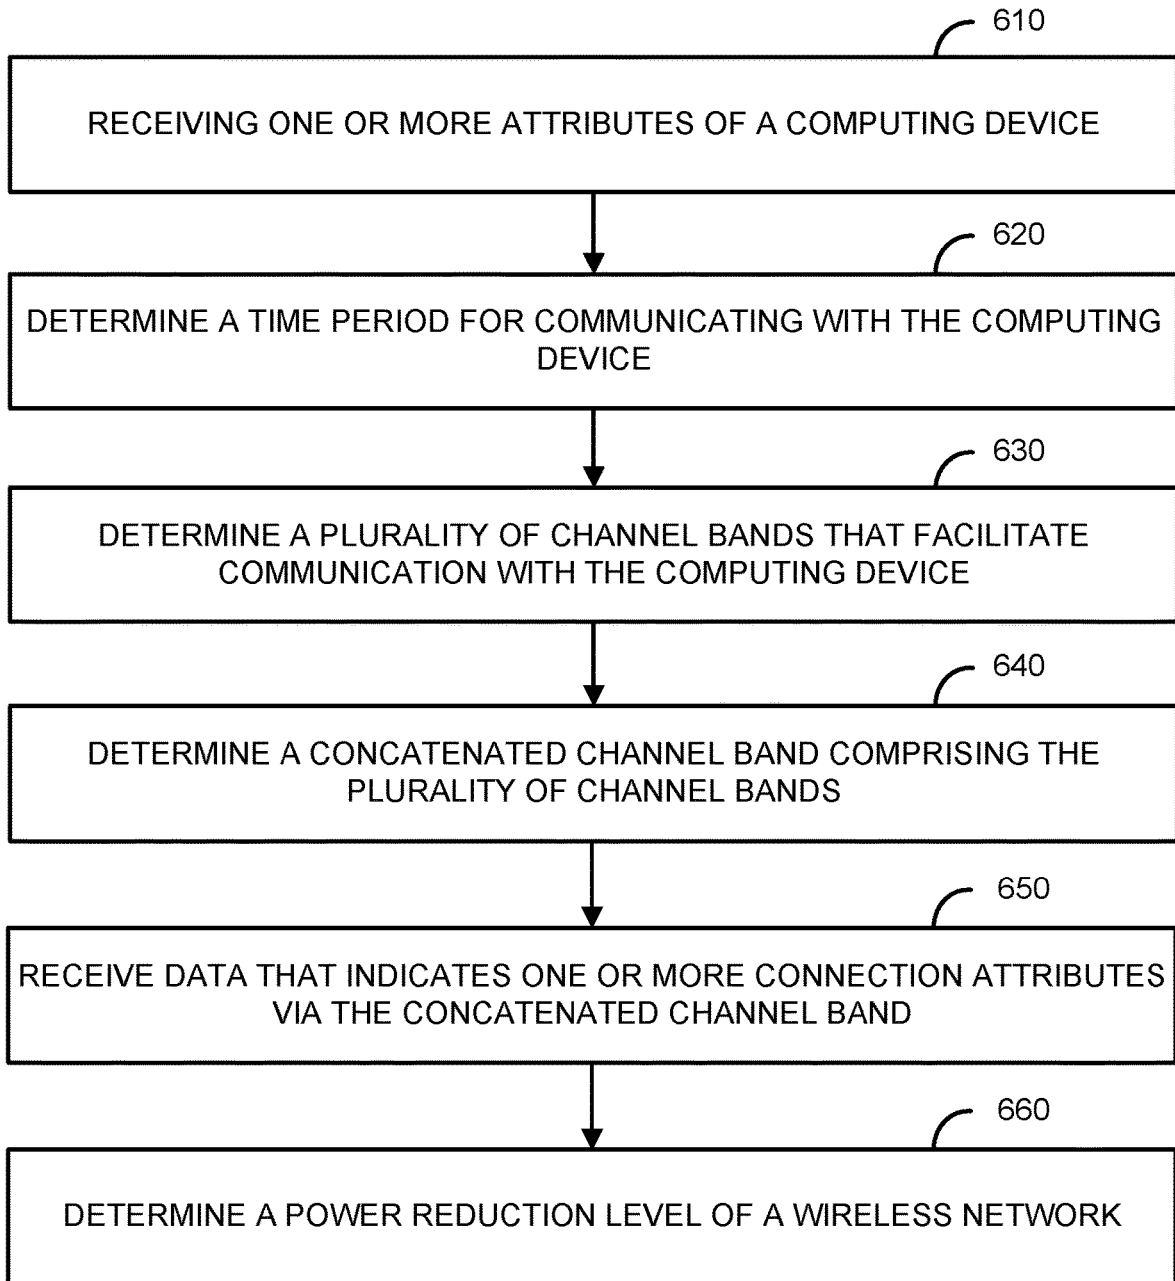 610
RECEIVING ONE OR MORE ATTRIBUTES OF A COMPUTING DEVICE
620
DETERMINE A TIME PERIOD FOR COMMUNICATING WITH THE COMPUTING
DEVICE
630
DETERMINE A PLURALITY OF CHANNEL BANDS THAT FACILITATE
COMMUNICATION WITH THE COMPUTING DEVICE
640
DETERMINE A CONCATENATED CHANNEL BAND COMPRISING THE
PLURALITY OF CHANNEL BANDS
650
RECEIVE DATA THAT INDICATES ONE OR MORE CONNECTION ATTRIBUTES
VIA THE CONCATENATED CHANNEL BAND
660
DETERMINE A POWER REDUCTION LEVEL OF A WIRELESS NETWORK